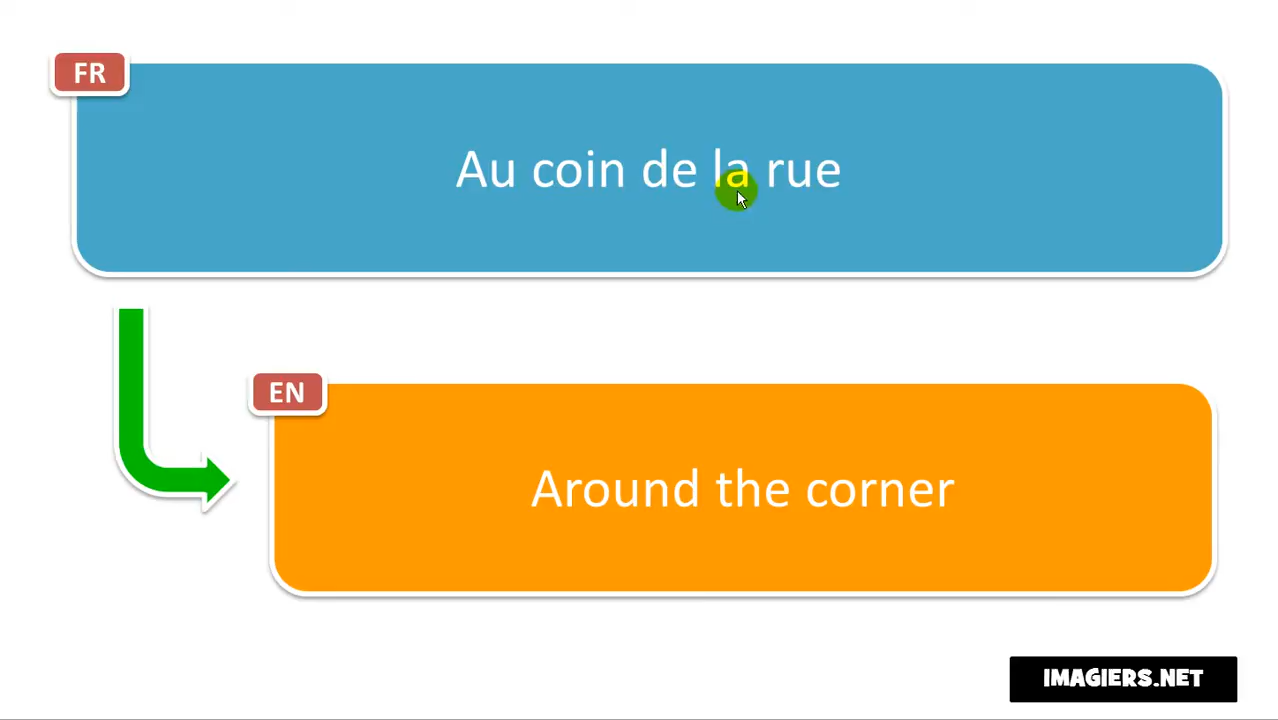 FR
Au coin de la rue
EN
Around the corner
IMAGIERS.NET